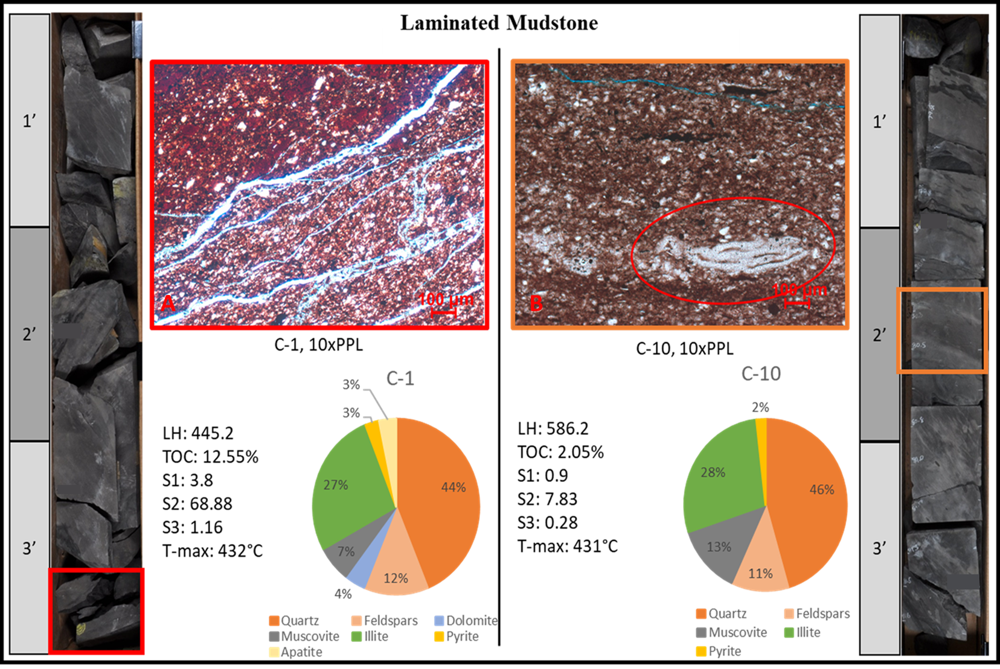 Laminated Mudstone
1’
2’
3’
A
100 µm
C-1, 10xPPL
LH: 445.2
TOC: 12.55%
S1: 3.8
S2: 68.88
S3: 1.16
T-max: 432°C
C-1
3%
3%
44%
27%
7%
4%
12%
Quartz Feldspars Dolomite
Muscovite Illite Pyrite
Apatite
B
100 µm
C-10, 10xPPL
LH: 586.2
TOC: 2.05%
S1: 0.9
S2: 7.83
S3: 0.28
T-max: 431°C
C-10
2%
46%
28%
13%
11%
Quartz Feldspars
Muscovite Illite
Pyrite
1’
2’
3’
80.5